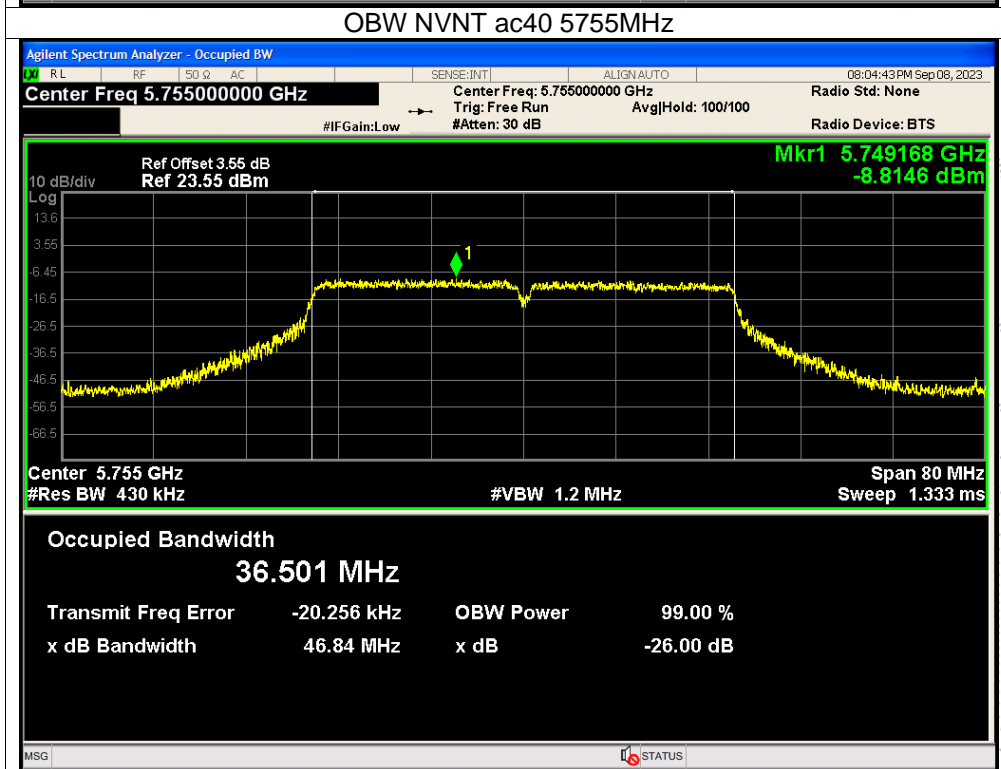 OBW NVNT ac40 5755MHz
Agilent Spectrum Analyzer - Occupied BW
LXI RL RF 50 Ω AC SENSE:INT ALIGN AUTO 08:04:43 PM Sep 08, 2023
Center Freq 5.755000000 GHz Center Freq: 5.755000000 GHz Radio Std: None
Trig: Free Run Avg|Hold: 100/100
#IFGain:Low #Atten: 30 dB Radio Device: BTS
Mkr1 5.749168 GHz
-8.8146 dBm
Ref Offset 3.55 dB
10 dB/div Ref 23.55 dBm
Log
13.6
3.55
1
-6.45
-16.5
-26.5
-36.5
-46.5
-56.5
-66.5
Center 5.755 GHz Span 80 MHz
#Res BW 430 kHz #VBW 1.2 MHz Sweep 1.333 ms
Occupied Bandwidth
36.501 MHz
Transmit Freq Error -20.256 kHz OBW Power 99.00 %
x dB Bandwidth 46.84 MHz x dB -26.00 dB
MSG STATUS